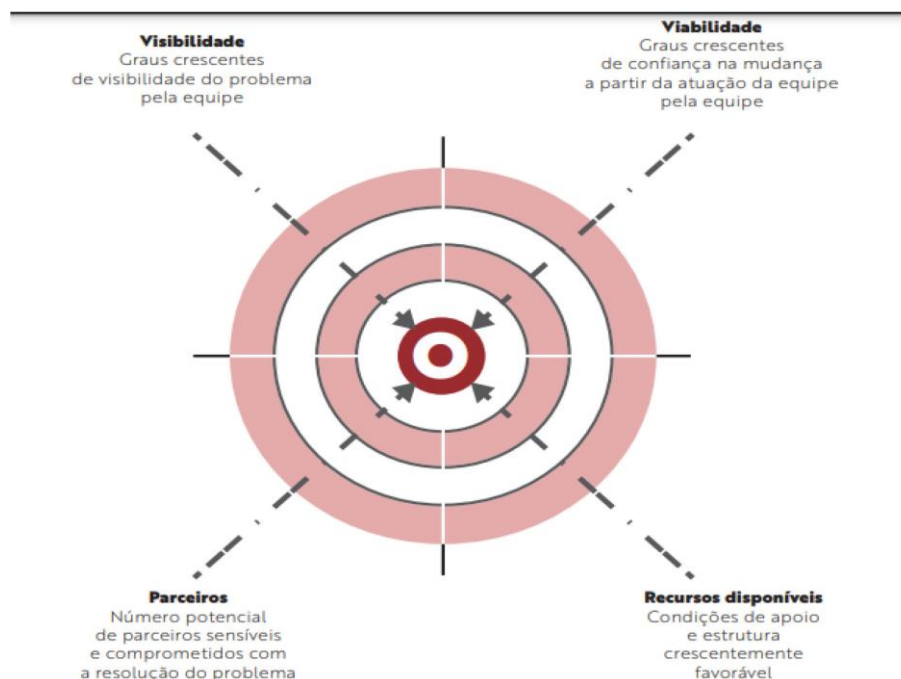 Visibilidade
Graus crescentes
de visibilidade do problema
pela equipe
Viabilidade
Graus crescentes
de confiança na mudança
a partir da atuação da equipe
pela equipe
Parceiros
Número potencial
de parceiros sensíveis
e comprometidos com
a resolução do problema
Recursos disponíveis
Condições de apoio
e estrutura
crescentemente
favorável